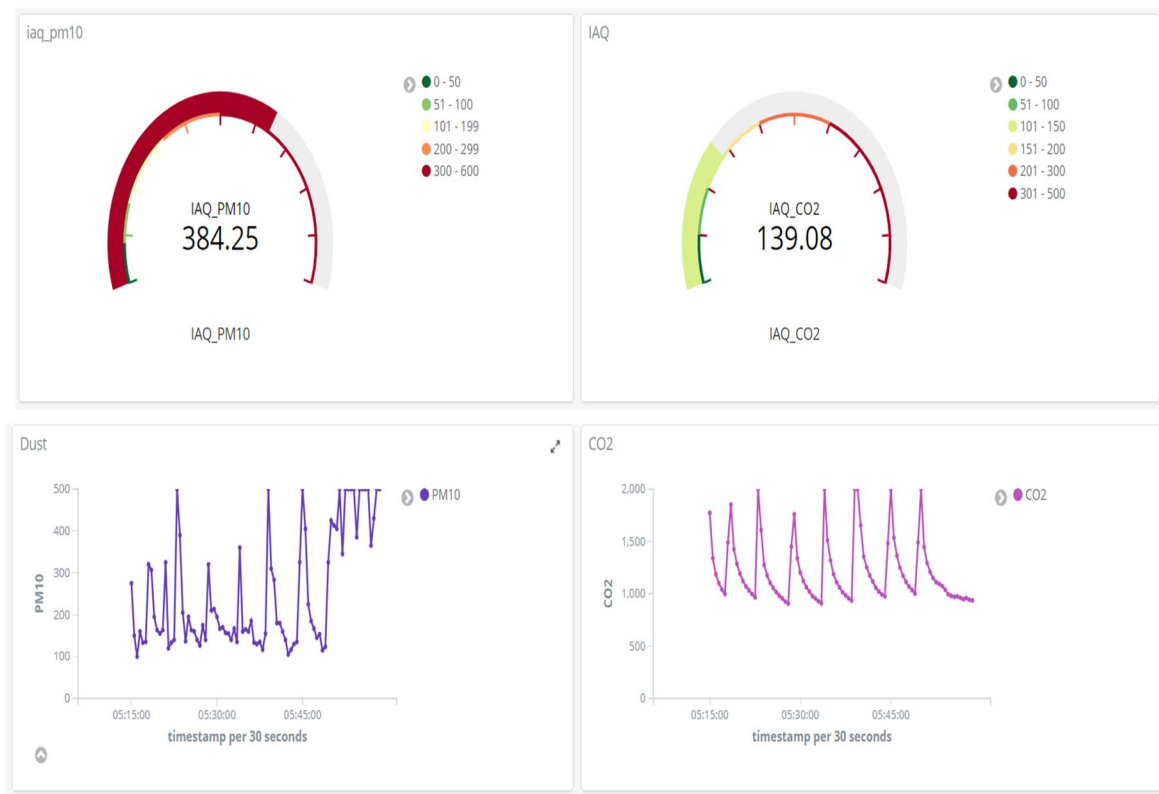 iaq_pm10
0 - 50
51 - 100
101 - 199
200 - 299
300 - 600
IAQ_PM10
384.25
IAQ_PM10
IAQ
0 - 50
51 - 100
101 - 150
151 - 200
201 - 300
301 - 500
IAQ_CO2
139.08
IAQ_CO2
Dust
500
400
300
200
100
0
PM10
05:15:00
05:30:00
05:45:00
timestamp per 30 seconds
PM10
CO2
2,000
1,500
1,000
500
0
CO2
05:15:00
05:30:00
05:45:00
timestamp per 30 seconds
CO2